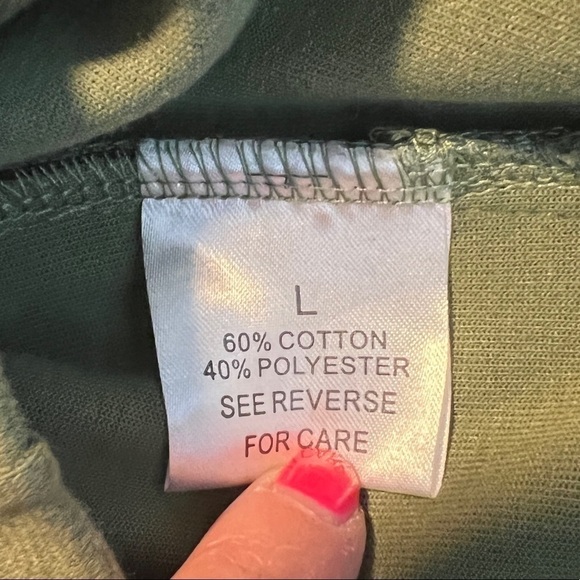 L
60% COTTON
40% POLYESTER
SEE REVERSE
FOR CARE